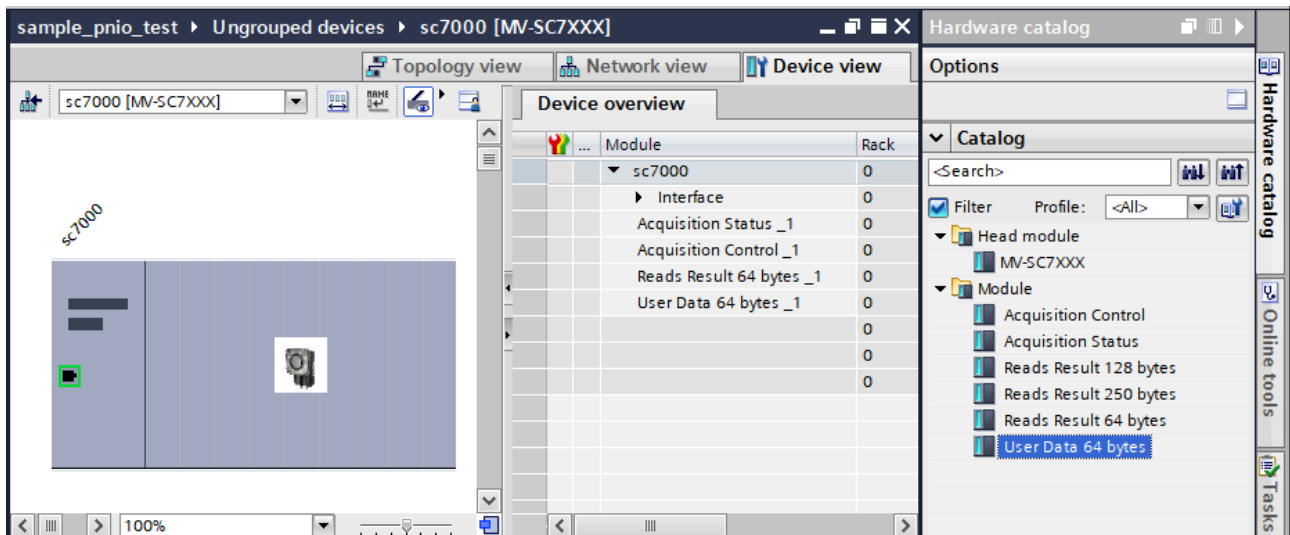 sample_pnio_test ▸ Ungrouped devices ▸ sc7000 [MV-SC7XXX]
Topology view
Network view
Device view
sc7000 [MV-SC7XXX]
NAME
sc7000
100%
Device overview
... Module Rack
sc7000 0
Interface 0
Acquisition Status _1 0
Acquisition Control _1 0
Reads Result 64 bytes _1 0
User Data 64 bytes _1 0
0
0
0
Hardware catalog
Options
Catalog
<Search>
Filter Profile: <All>
Head module
MV-SC7XXX
Module
Acquisition Control
Acquisition Status
Reads Result 128 bytes
Reads Result 250 bytes
Reads Result 64 bytes
User Data 64 bytes
Hardware catalog
Online tools
Tasks